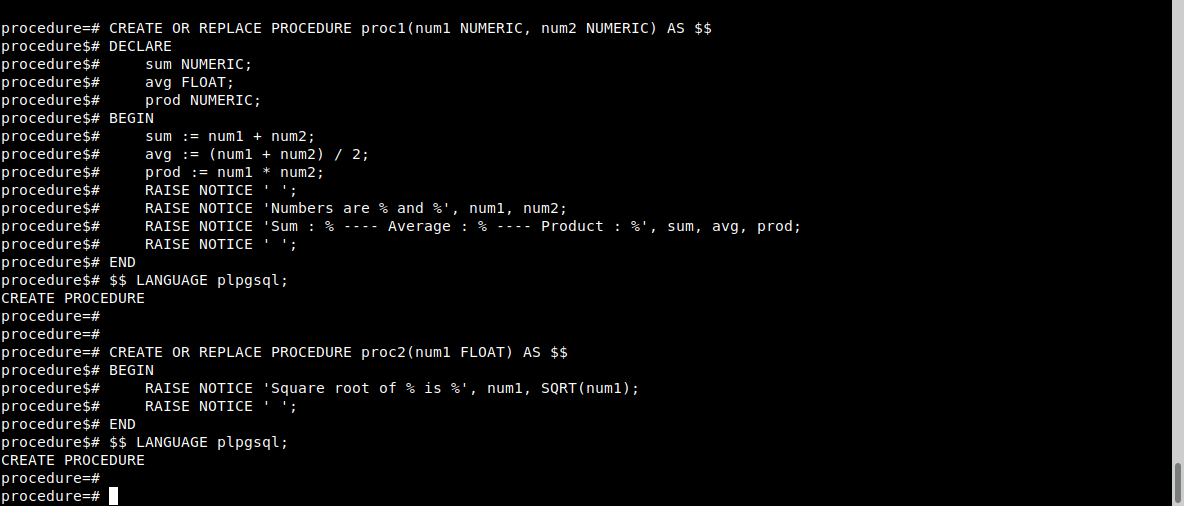 procedure=# CREATE OR REPLACE PROCEDURE proc1(num1 NUMERIC, num2 NUMERIC) AS $$
procedure$# DECLARE
procedure$#     sum NUMERIC;
procedure$#     avg FLOAT;
procedure$#     prod NUMERIC;
procedure$# BEGIN
procedure$#     sum := num1 + num2;
procedure$#     avg := (num1 + num2) / 2;
procedure$#     prod := num1 * num2;
procedure$#     RAISE NOTICE ' ';
procedure$#     RAISE NOTICE 'Numbers are % and %', num1, num2;
procedure$#     RAISE NOTICE 'Sum : % ---- Average : % ---- Product : %', sum, avg, prod;
procedure$#     RAISE NOTICE ' ';
procedure$# END
procedure$# $$ LANGUAGE plpgsql;
CREATE PROCEDURE
procedure=#
procedure=#
procedure=# CREATE OR REPLACE PROCEDURE proc2(num1 FLOAT) AS $$
procedure$# BEGIN
procedure$#     RAISE NOTICE 'Square root of % is %', num1, SQRT(num1);
procedure$#     RAISE NOTICE ' ';
procedure$# END
procedure$# $$ LANGUAGE plpgsql;
CREATE PROCEDURE
procedure=#
procedure=#